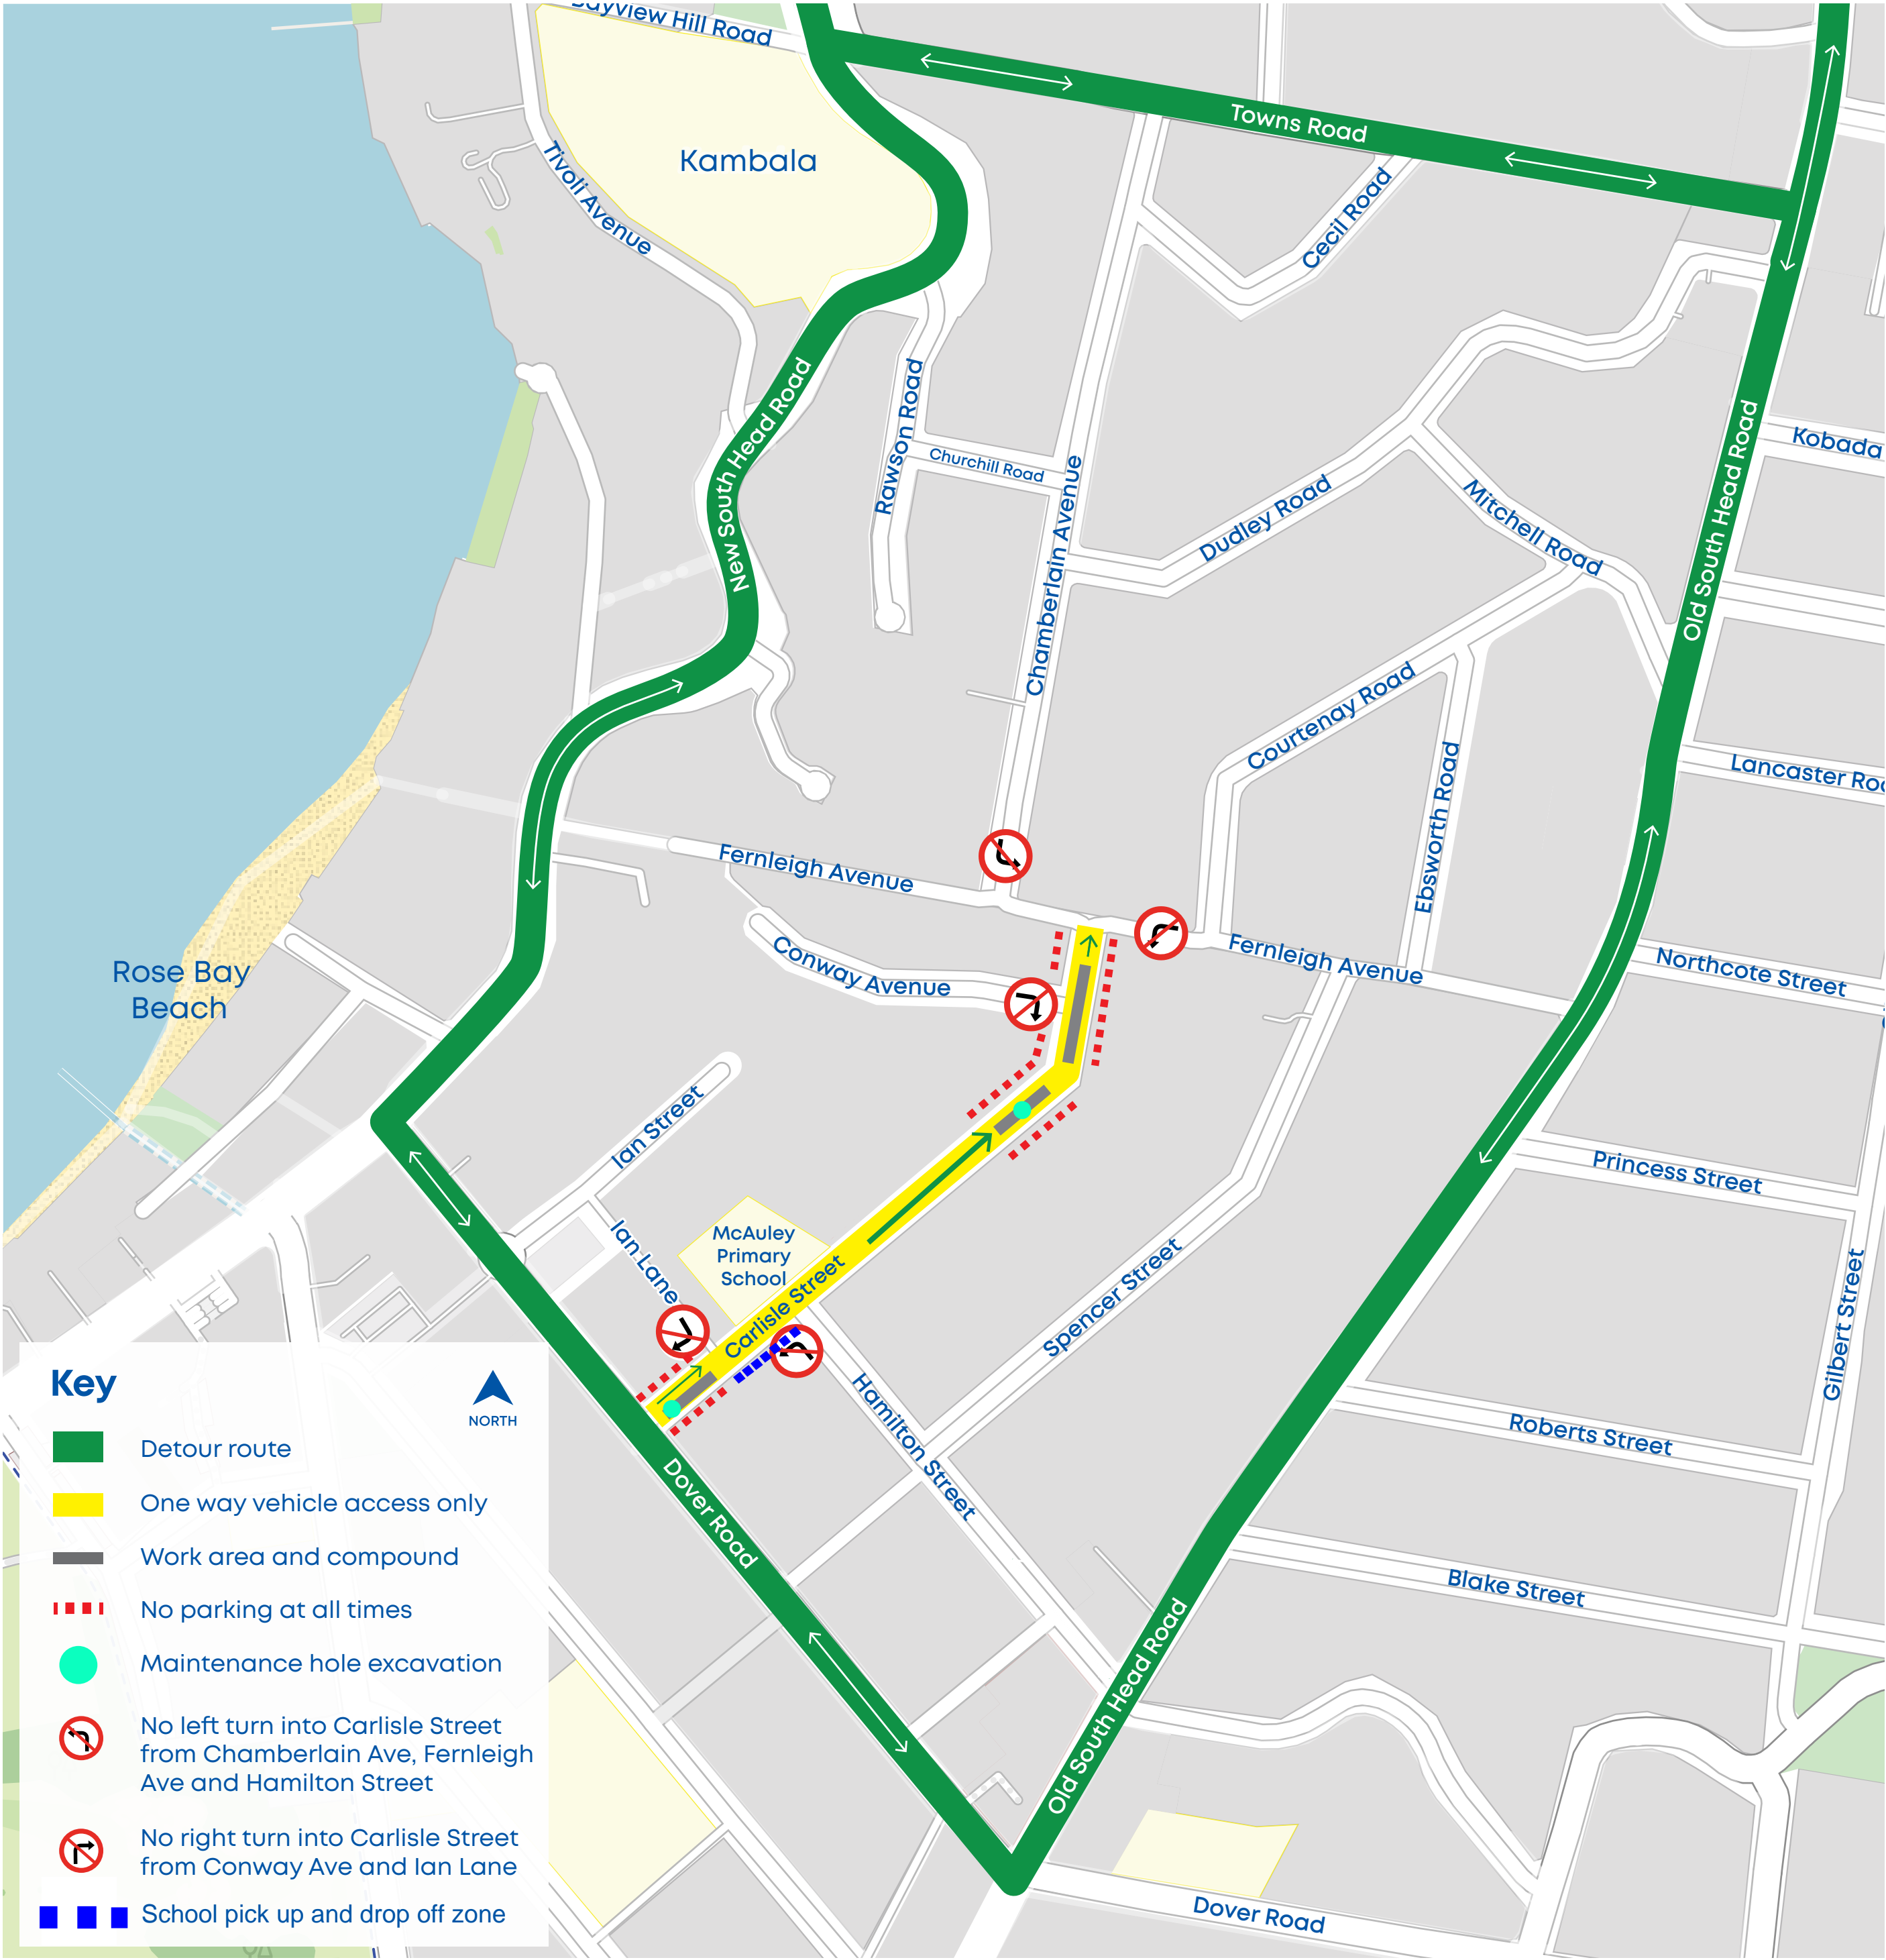 Bayview Hill Road
Towns Road
Kambala
Tivoli Avenue
Cecil Road
New South Head Road
Rawson Road
Churchill Road
Chamberlain Avenue
Dudley Road
Mitchell Road
Old South Head Road
Kobada
Courtenay Road
Ebsworth Road
Lancaster Roa
Fernleigh Avenue
Fernleigh Avenue
Conway Avenue
Northcote Street
Rose Bay
Beach
Princess Street
Ian Street
Ian Lane
McAuley
Primary
School
Carlisle Street
Spencer Street
Gilbert Street
Hamilton Street
Roberts Street
Dover Road
Blake Street
Old South Head Road
Dover Road
Key
NORTH
Detour route
One way vehicle access only
Work area and compound
No parking at all times
Maintenance hole excavation
No left turn into Carlisle Street
from Chamberlain Ave, Fernleigh
Ave and Hamilton Street
No right turn into Carlisle Street
from Conway Ave and Ian Lane
School pick up and drop off zone